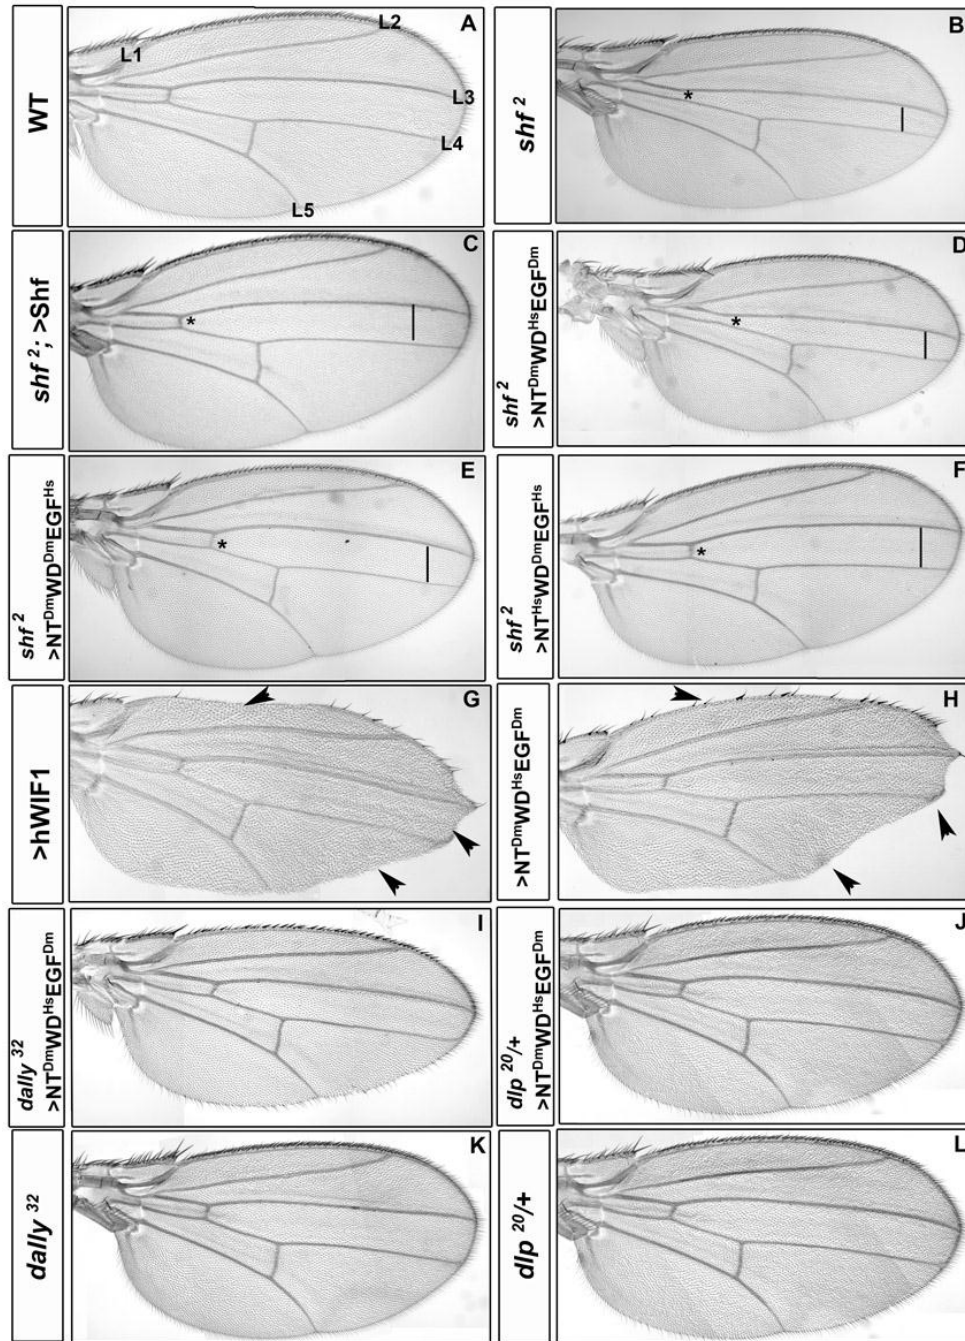 WT
A
L1
L2
L3
L4
L5
shf ²
B
*
shf ²; >Shf
C
*
shf ²
>NTᴰᵐWDᴴˢEGFᴰᵐ
D
*
shf ²
>NTᴰᵐWDᴰᵐEGFᴴˢ
E
*
shf ²
>NTᴴˢWDᴰᵐEGFᴴˢ
F
*
>hWIF1
G
>NTᴰᵐWDᴴˢEGFᴰᵐ
H
dally ³²
>NTᴰᵐWDᴴˢEGFᴰᵐ
I
dlp ²⁰/⁺
>NTᴰᵐWDᴴˢEGFᴰᵐ
J
dally ³²
K
dlp ²⁰/⁺
L